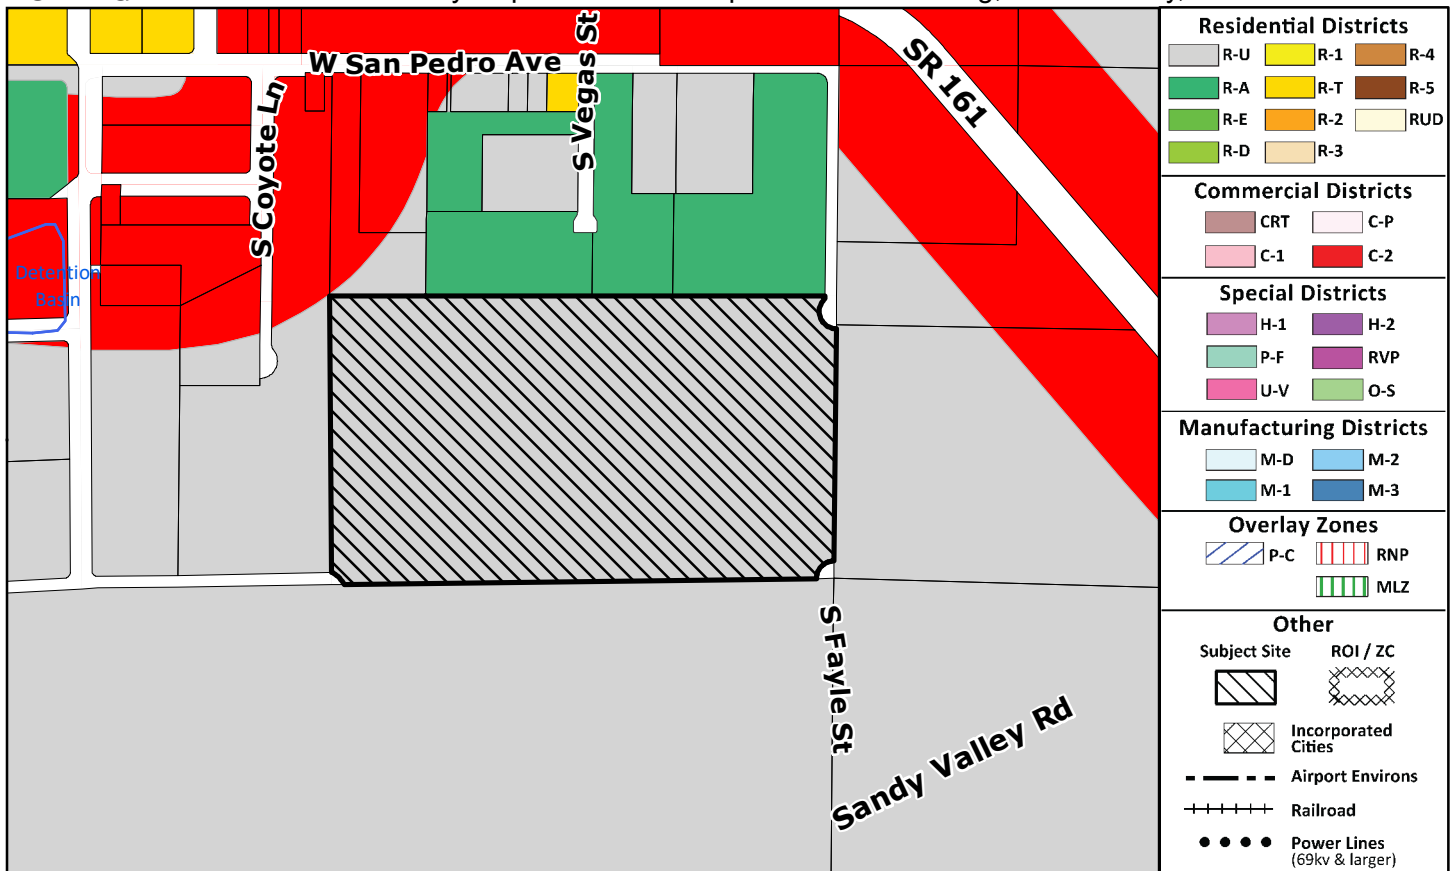 W San Pedro Ave
S Vegas St
SR 161
S Coyote Ln
Detention
Basin
S Fayle St
Sandy Valley Rd
Residential Districts
R-U R-1 R-4
R-A R-T R-5
R-E R-2 RUD
R-D R-3
Commercial Districts
CRT C-P
C-1 C-2
Special Districts
H-1 H-2
P-F RVP
U-V O-S
Manufacturing Districts
M-D M-2
M-1 M-3
Overlay Zones
P-C RNP
MLZ
Other
Subject Site ROI / ZC
Incorporated
Cities
Airport Environs
Railroad
Power Lines
(69kv & larger)